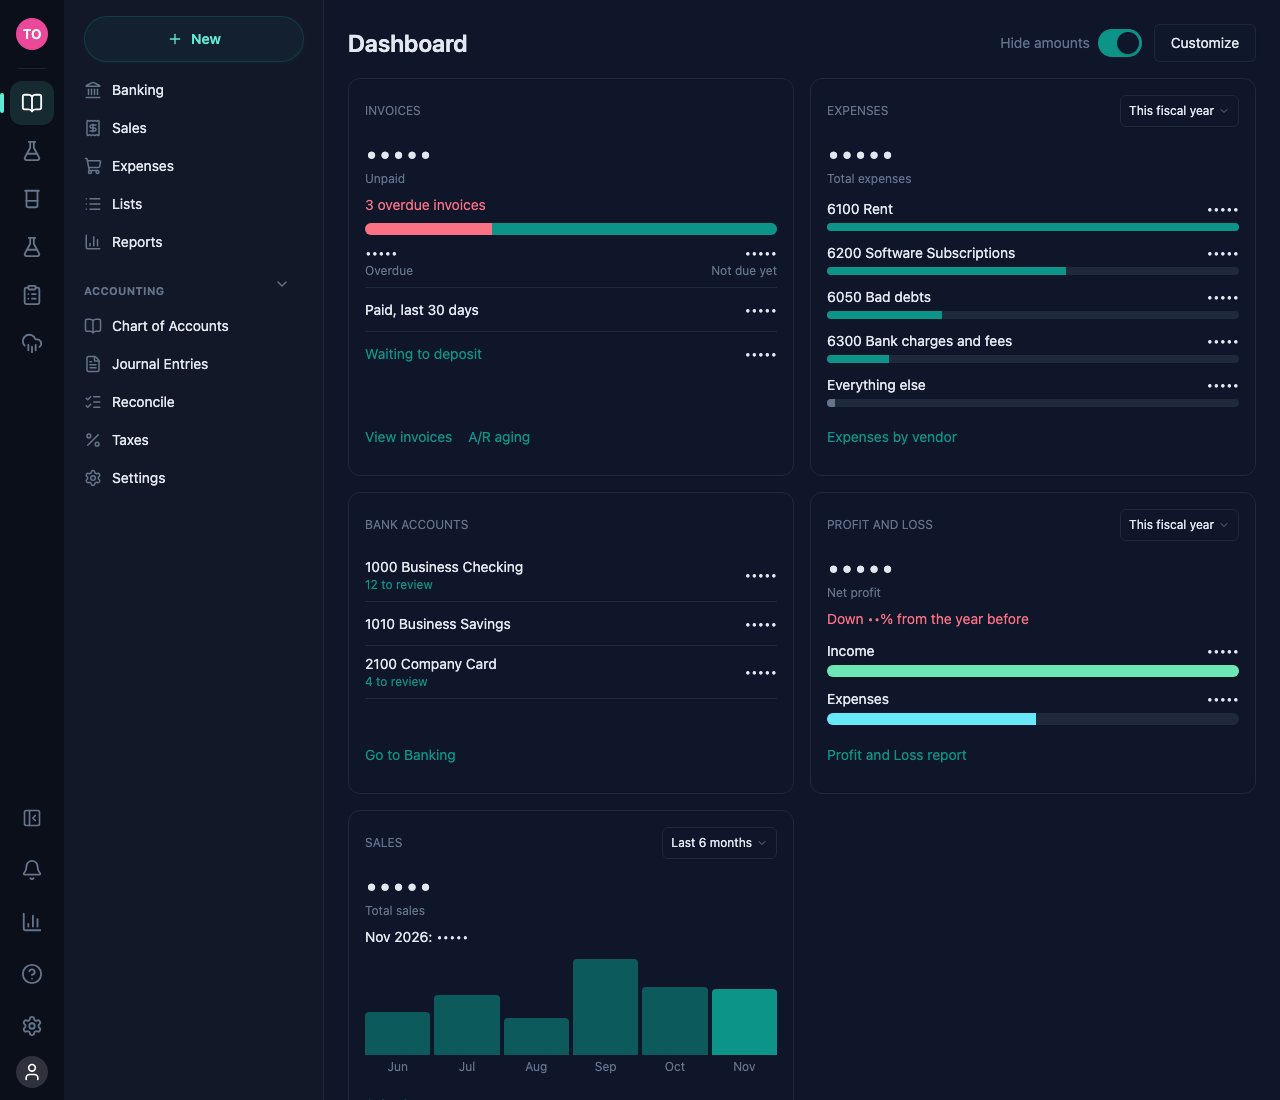 TO
New
Banking
Sales
Expenses
Lists
Reports
ACCOUNTING
Chart of Accounts
Journal Entries
Reconcile
Taxes
Settings
Dashboard
Hide amounts
Customize
INVOICES
•••••
Unpaid
3 overdue invoices
••••• •••••
Overdue Not due yet
Paid, last 30 days •••••
Waiting to deposit •••••
View invoices A/R aging
EXPENSES This fiscal year
•••••
Total expenses
6100 Rent •••••
6200 Software Subscriptions •••••
6050 Bad debts •••••
6300 Bank charges and fees •••••
Everything else •••••
Expenses by vendor
BANK ACCOUNTS
1000 Business Checking •••••
12 to review
1010 Business Savings •••••
2100 Company Card •••••
4 to review
Go to Banking
PROFIT AND LOSS This fiscal year
•••••
Net profit
Down ••% from the year before
Income •••••
Expenses •••••
Profit and Loss report
SALES Last 6 months
•••••
Total sales
Nov 2026: •••••
Jun Jul Aug Sep Oct Nov